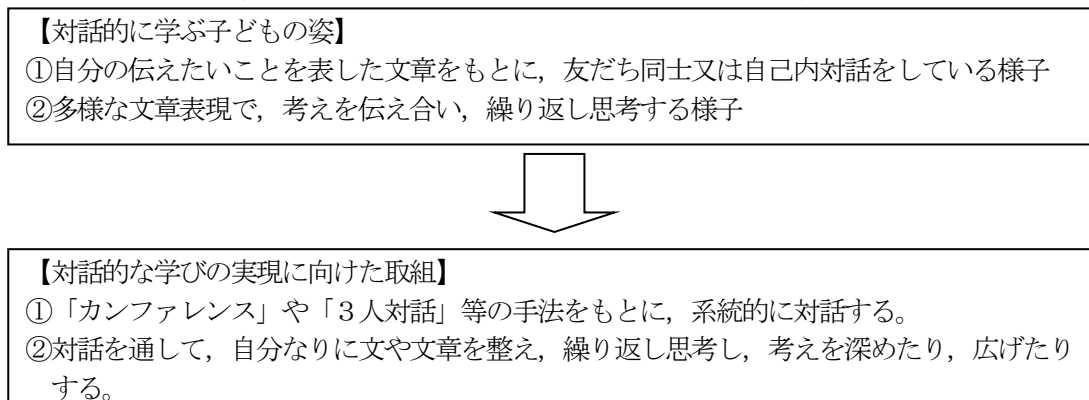 【対話的に学ぶ子どもの姿】
①自分の伝えたいことを表した文章をもとに，友だち同士又は自己内対話をしている様子
②多様な文章表現で，考えを伝え合い，繰り返し思考する様子
【対話的な学びの実現に向けた取組】
①「カンファレンス」や「３人対話」等の手法をもとに，系統的に対話する。
②対話を通して，自分なりに文や文章を整え，繰り返し思考し，考えを深めたり，広げたり
する。